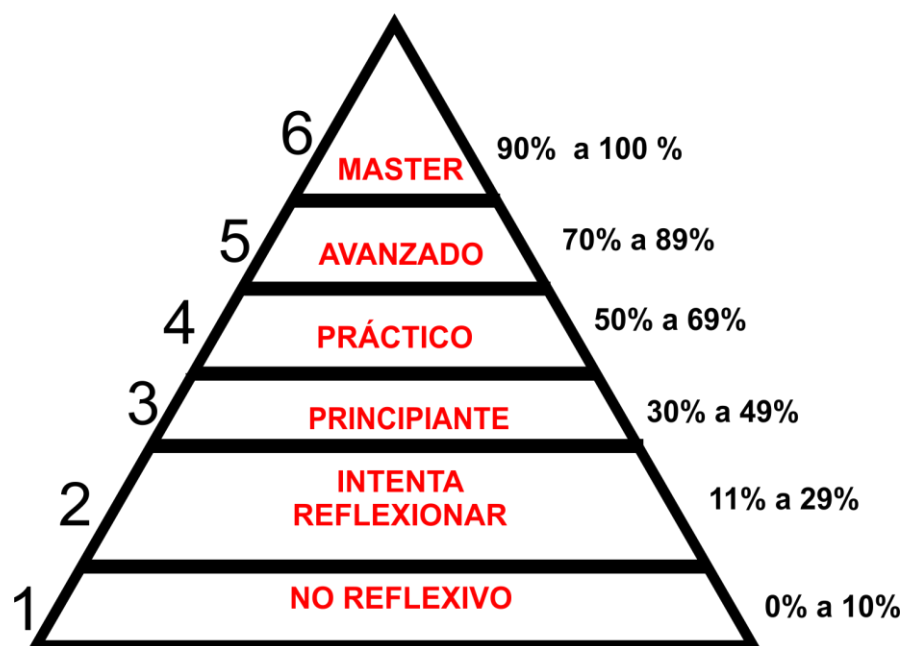 6
MASTER
90% a 100 %
5
AVANZADO
70% a 89%
4
PRÁCTICO
50% a 69%
3
PRINCIPIANTE
30% a 49%
2
INTENTA
REFLEXIONAR
11% a 29%
1
NO REFLEXIVO
0% a 10%